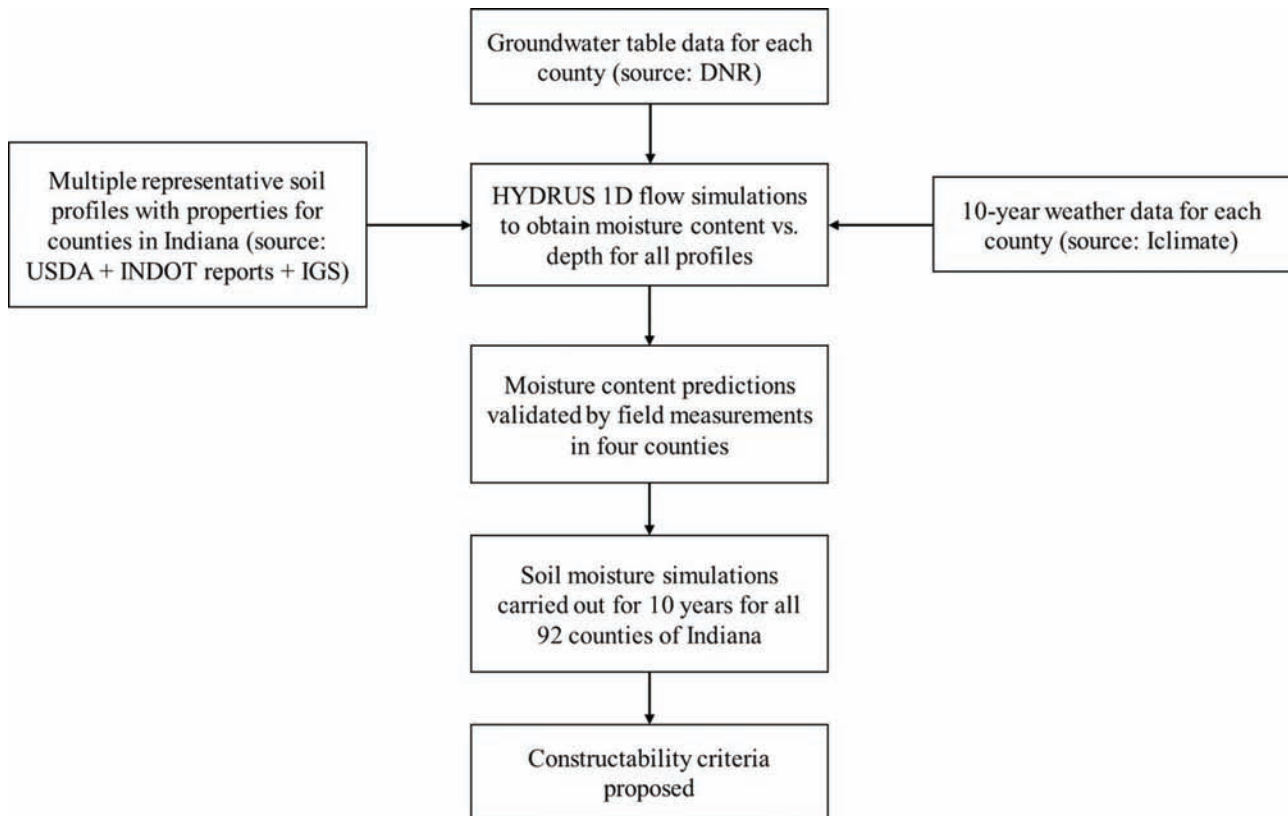 Groundwater table data for each
county (source: DNR)
Multiple representative soil
profiles with properties for
counties in Indiana (source:
USDA + INDOT reports + IGS)
HYDRUS 1D flow simulations
to obtain moisture content vs.
depth for all profiles
10-year weather data for each
county (source: Iclimate)
Moisture content predictions
validated by field measurements
in four counties
Soil moisture simulations
carried out for 10 years for all
92 counties of Indiana
Constructability criteria
proposed